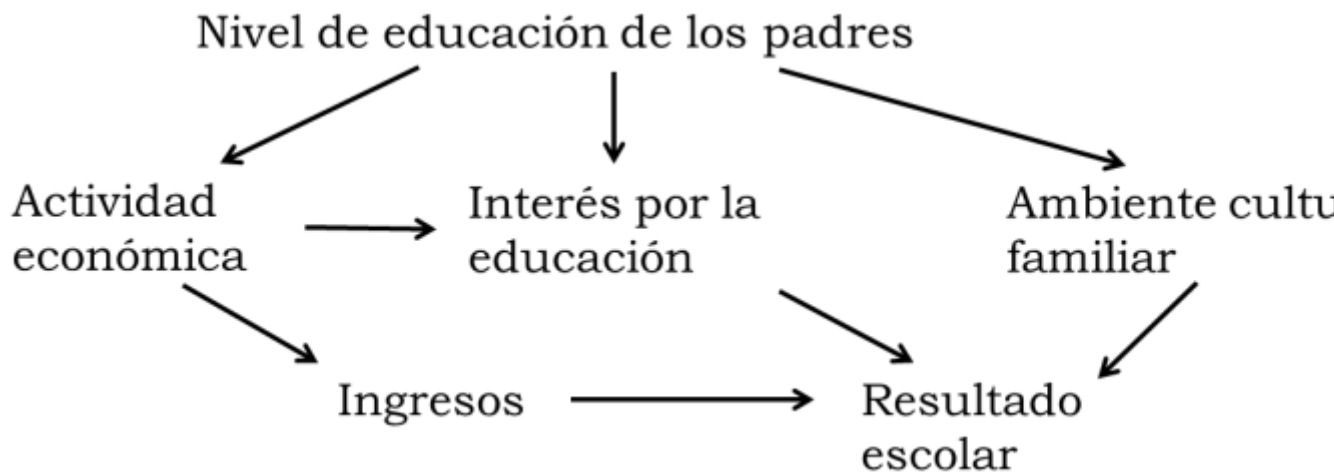 Nivel de educación de los padres
Actividad
económica
Interés por la
educación
Ambiente cultu
familiar
Ingresos
Resultado
escolar